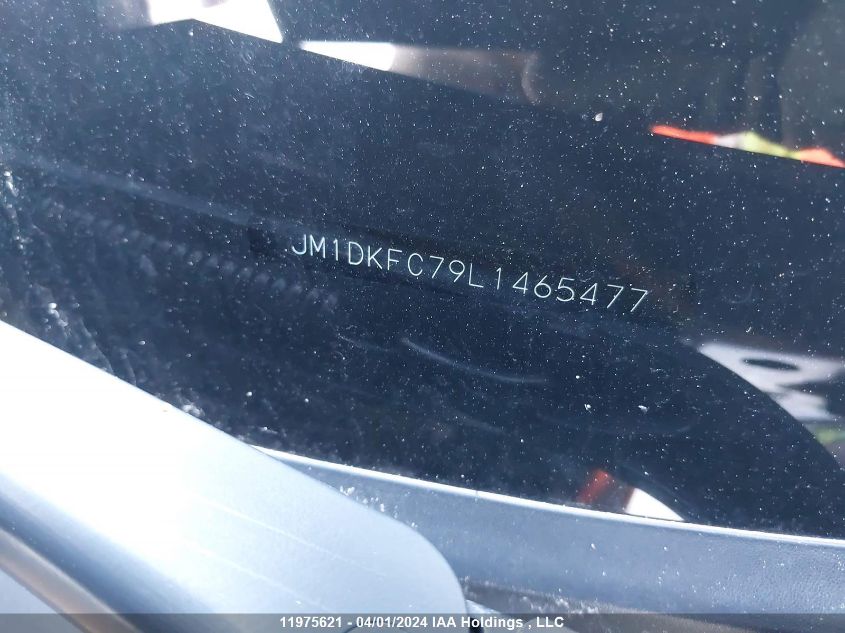 JM1DKFC79L1465477
11975621 - 04/01/2024 IAA Holdings , LLC